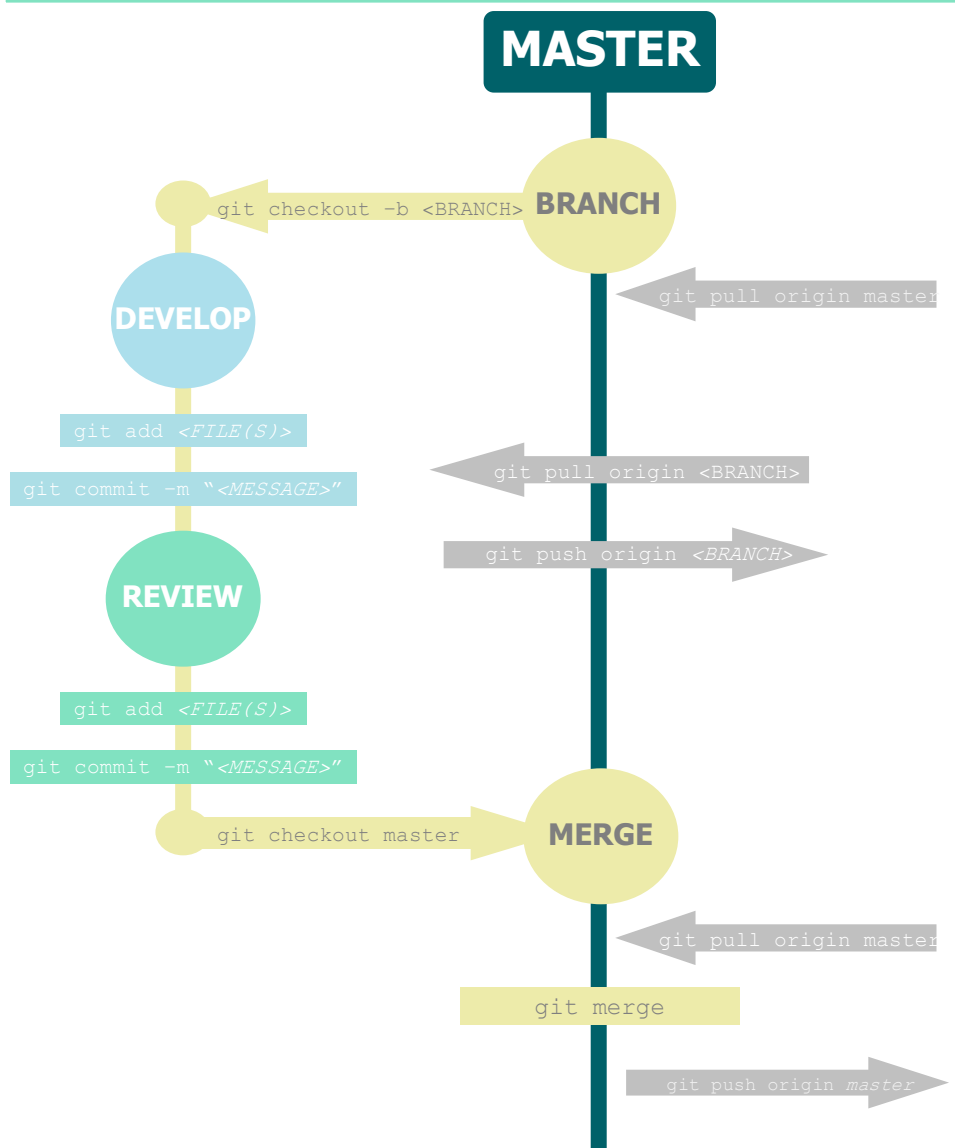 MASTER
BRANCH
git checkout –b <BRANCH>
git pull origin master
DEVELOP
git add <FILE(S)>
git pull origin <BRANCH>
git commit –m “<MESSAGE>”
git push origin <BRANCH>
REVIEW
git add <FILE(S)>
git commit –m “<MESSAGE>”
git checkout master
MERGE
git pull origin master
git merge
git push origin master